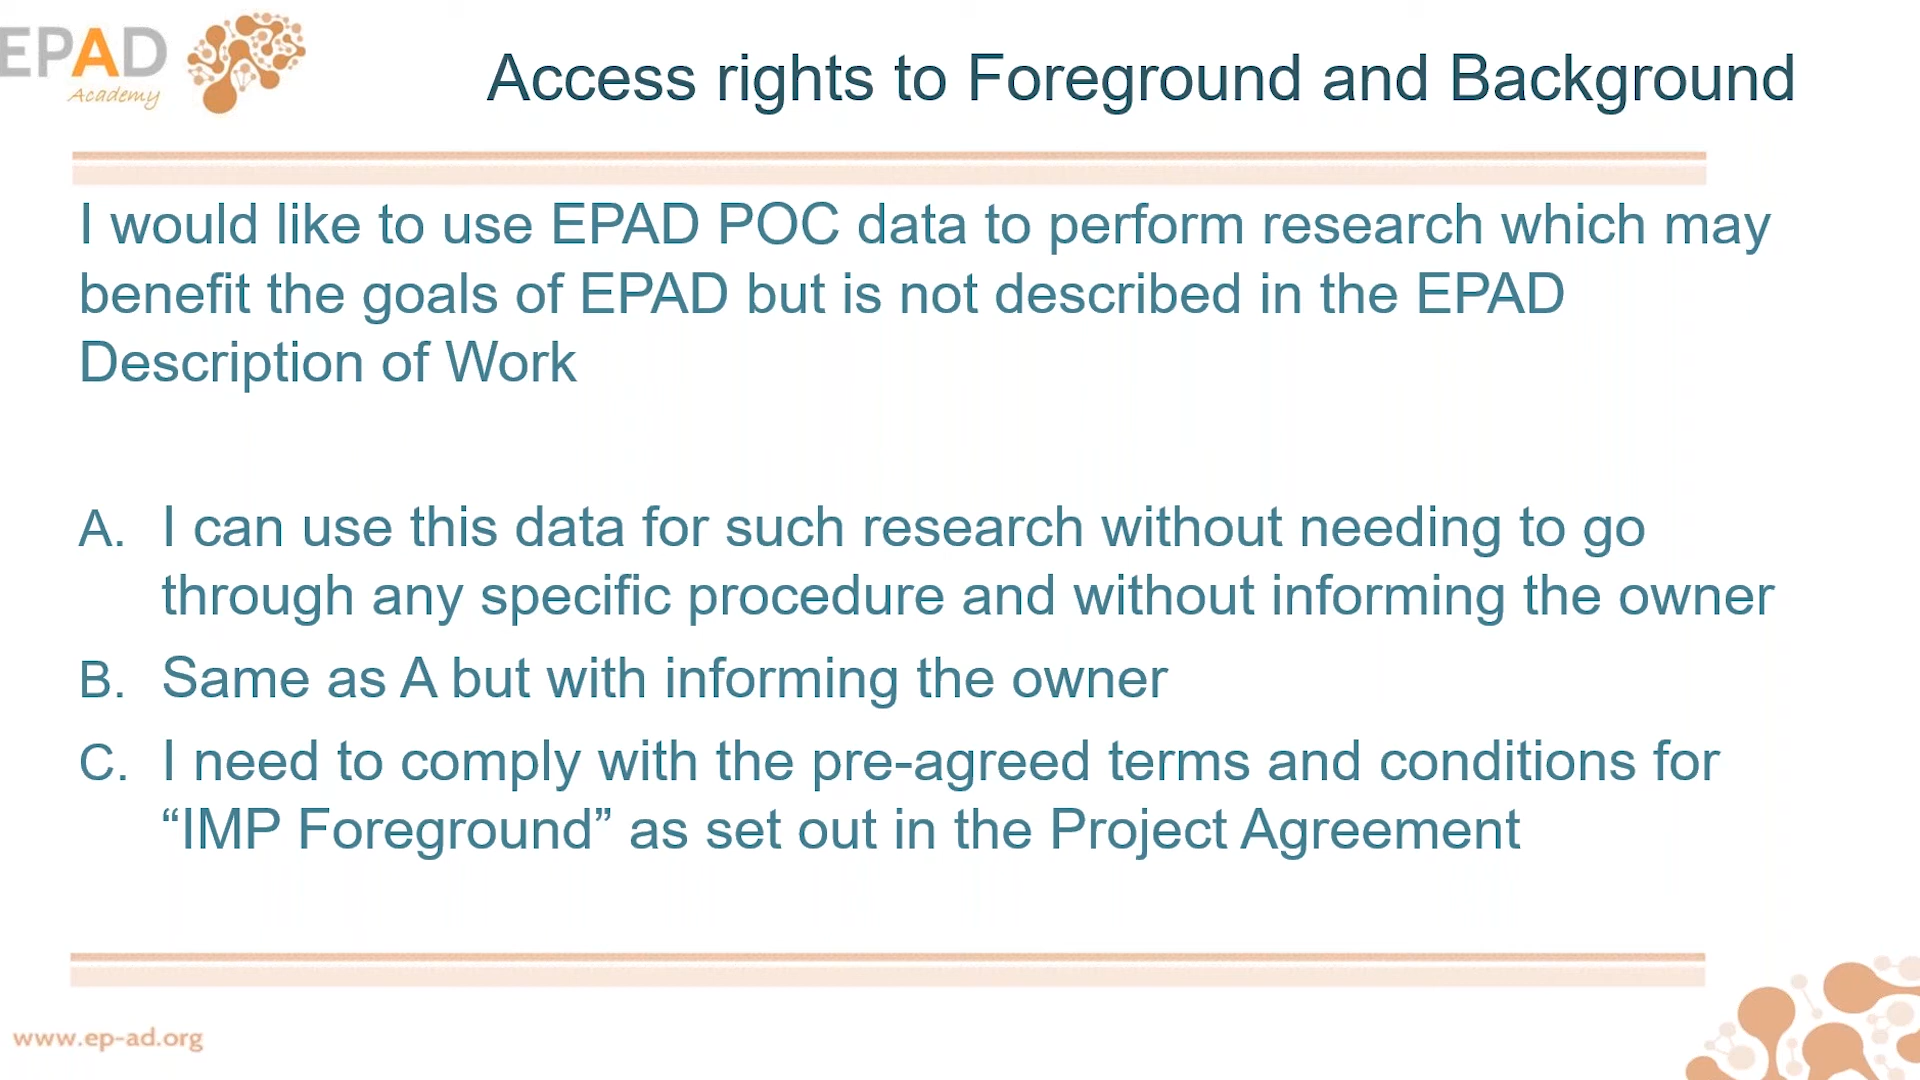 EPAD
Academy
Access rights to Foreground and Background
I would like to use EPAD POC data to perform research which may
benefit the goals of EPAD but is not described in the EPAD
Description of Work
A. I can use this data for such research without needing to go
through any specific procedure and without informing the owner
B. Same as A but with informing the owner
C. I need to comply with the pre-agreed terms and conditions for
“IMP Foreground” as set out in the Project Agreement
www.ep-ad.org